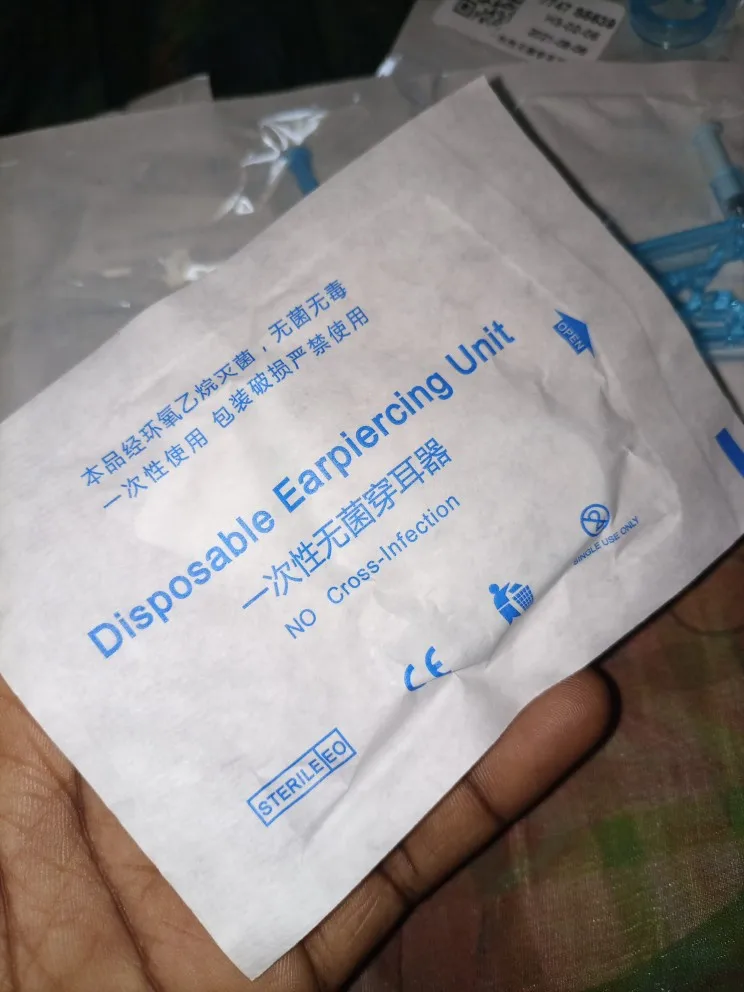 本品经环氧乙烷灭菌，无菌无毒
一次性使用 包装破损严禁使用
Disposable Earpiercing Unit
一次性无菌穿耳器
NO Cross-Infection
OPEN
2
SINGLE USE ONLY
CE
STERILE EO